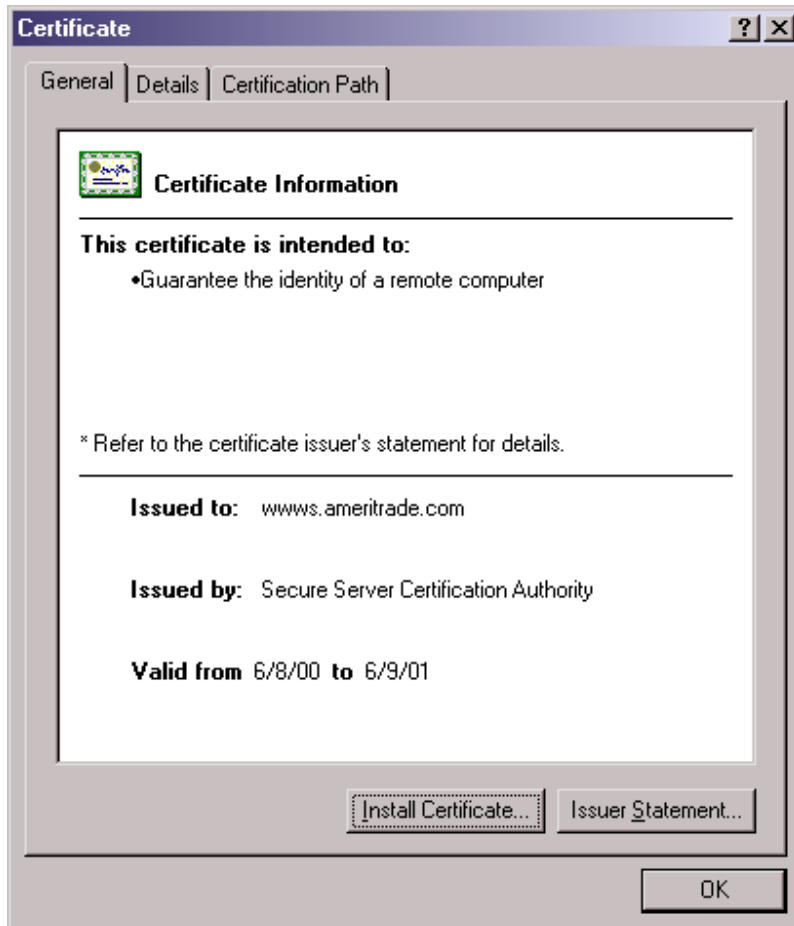 Certificate
General Details Certification Path
Certificate Information
This certificate is intended to:
•Guarantee the identity of a remote computer
* Refer to the certificate issuer's statement for details.
Issued to: wwws.ameritrade.com
Issued by: Secure Server Certification Authority
Valid from 6/8/00 to 6/9/01
Install Certificate... Issuer Statement...
OK